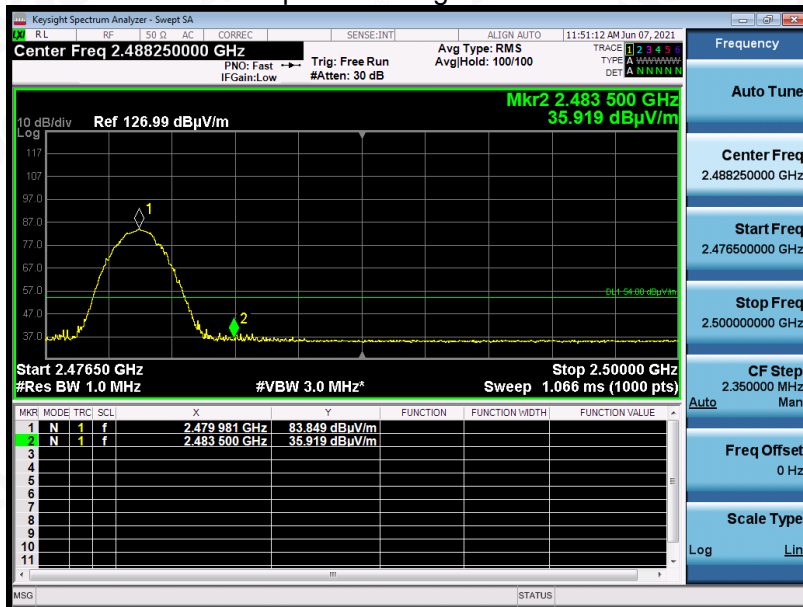 Keysight Spectrum Analyzer - Swept SA
LXI RL RF 50 Ω AC CORREC SENSE:INT ALIGN AUTO 11:51:12 AM Jun 07, 2021
Center Freq 2.488250000 GHz
PNO: Fast
IFGain:Low
Trig: Free Run
#Atten: 30 dB
Avg Type: RMS
Avg|Hold: 100/100
TRACE 1 2 3 4 5 6
TYPE A WWWWW
DET A N N N N N
Mkr2 2.483 500 GHz
35.919 dBµV/m
10 dB/div Ref 126.99 dBµV/m
Log
117
107
97.0
87.0
77.0
67.0
57.0
47.0
37.0
1
2
DL1 54.00 dBµV/m
Start 2.47650 GHz Stop 2.50000 GHz
#Res BW 1.0 MHz #VBW 3.0 MHz* Sweep 1.066 ms (1000 pts)
MKR MODE TRC SCL X Y FUNCTION FUNCTION WIDTH FUNCTION VALUE
1 N 1 f 2.479 981 GHz 83.849 dBµV/m
2 N 1 f 2.483 500 GHz 35.919 dBµV/m
3
4
5
6
7
8
9
10
11
MSG STATUS
Frequency
Auto Tune
Center Freq
2.488250000 GHz
Start Freq
2.476500000 GHz
Stop Freq
2.500000000 GHz
CF Step
2.350000 MHz
Auto Man
Freq Offset
0 Hz
Scale Type
Log Lin